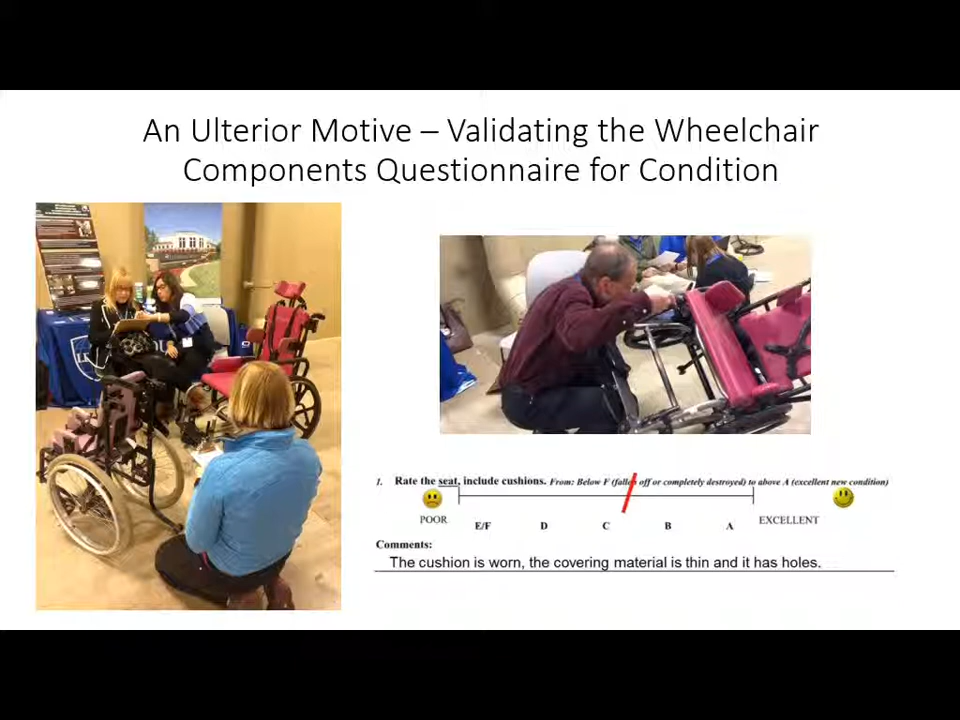 An Ulterior Motive – Validating the Wheelchair
Components Questionnaire for Condition
1. Rate the seat, include cushions. From: Below F (fallen off or completely destroyed) to above A (excellent new condition)
POOR E/F D C B A EXCELLENT
Comments:
The cushion is worn, the covering material is thin and it has holes.